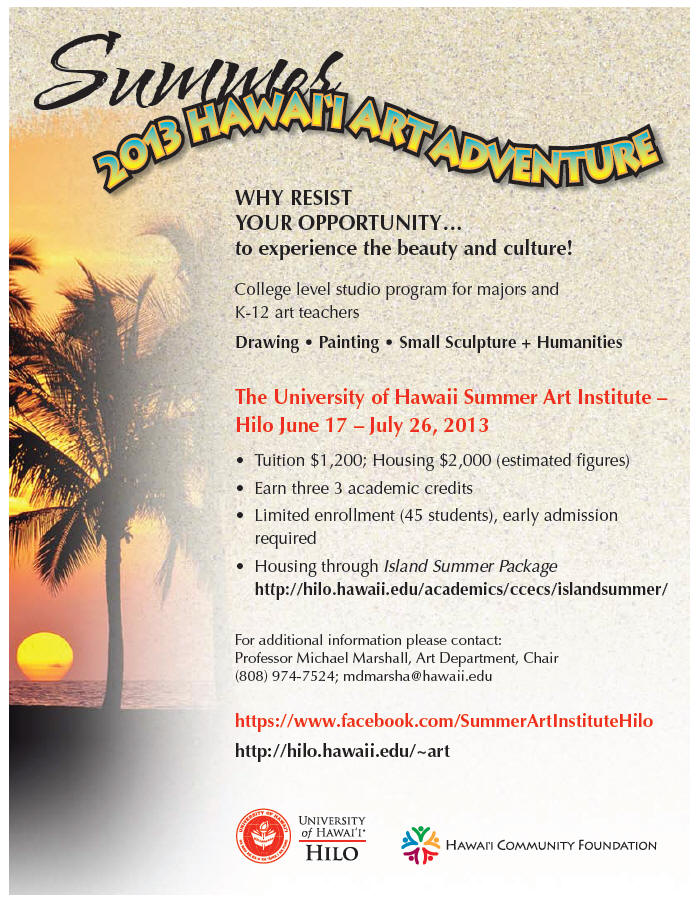 Summer
2013 HAWAI'I ART ADVENTURE
WHY RESIST
YOUR OPPORTUNITY...
to experience the beauty and culture!
College level studio program for majors and
K-12 art teachers
Drawing • Painting • Small Sculpture + Humanities
The University of Hawaii Summer Art Institute –
Hilo June 17 – July 26, 2013
• Tuition $1,200; Housing $2,000 (estimated figures)
• Earn three 3 academic credits
• Limited enrollment (45 students), early admission
required
• Housing through Island Summer Package
http://hilo.hawaii.edu/academics/ccecs/islandsummer/
For additional information please contact:
Professor Michael Marshall, Art Department, Chair
(808) 974-7524; mdmarsha@hawaii.edu
https://www.facebook.com/SummerArtInstituteHilo
http://hilo.hawaii.edu/~art
UNIVERSITY OF HAWAII
UNIVERSITY
of HAWAI'I
HILO
HAWAI'I COMMUNITY FOUNDATION